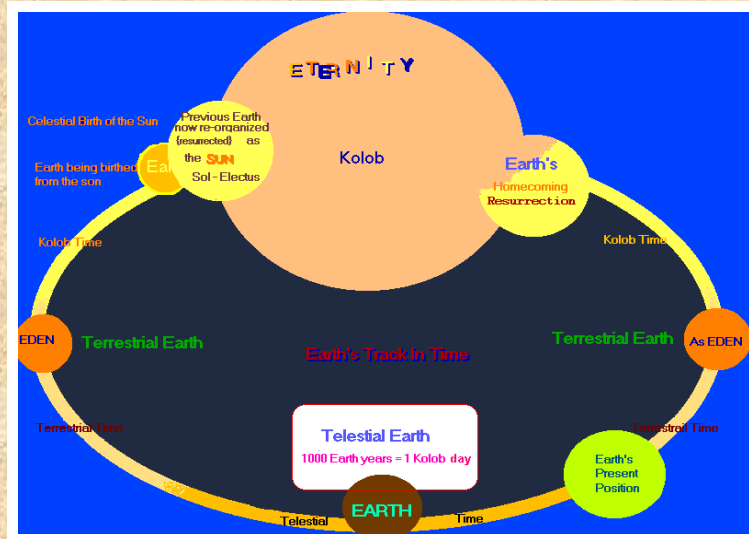 ETERNITY
Celestial Birth of the Sun
Previous Earth
now re-organized
{resurrected} as
the SUN
Sol - Electus
Ea
Earth being birthed
from the son
Kolob
Earth's
Homecoming
Resurrection
Kolob Time
Kolob Time
EDEN
Terrestrial Earth
Terrestrial Earth
As EDEN
Earth's Track In Time
Terrestrial Time
Terrestrail Time
Telestial Earth
1000 Earth years = 1 Kolob day
Earth's
Present
Position
EARTH
Telestial
Time